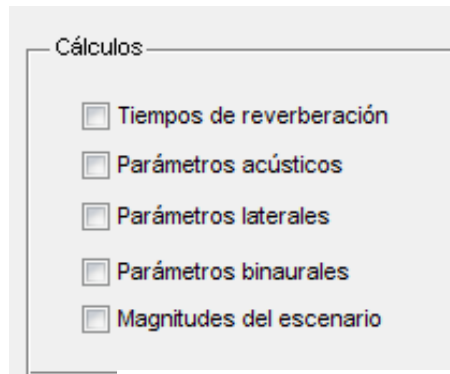 Cálculos
Tiempos de reverberación
Parámetros acústicos
Parámetros laterales
Parámetros binaurales
Magnitudes del escenario